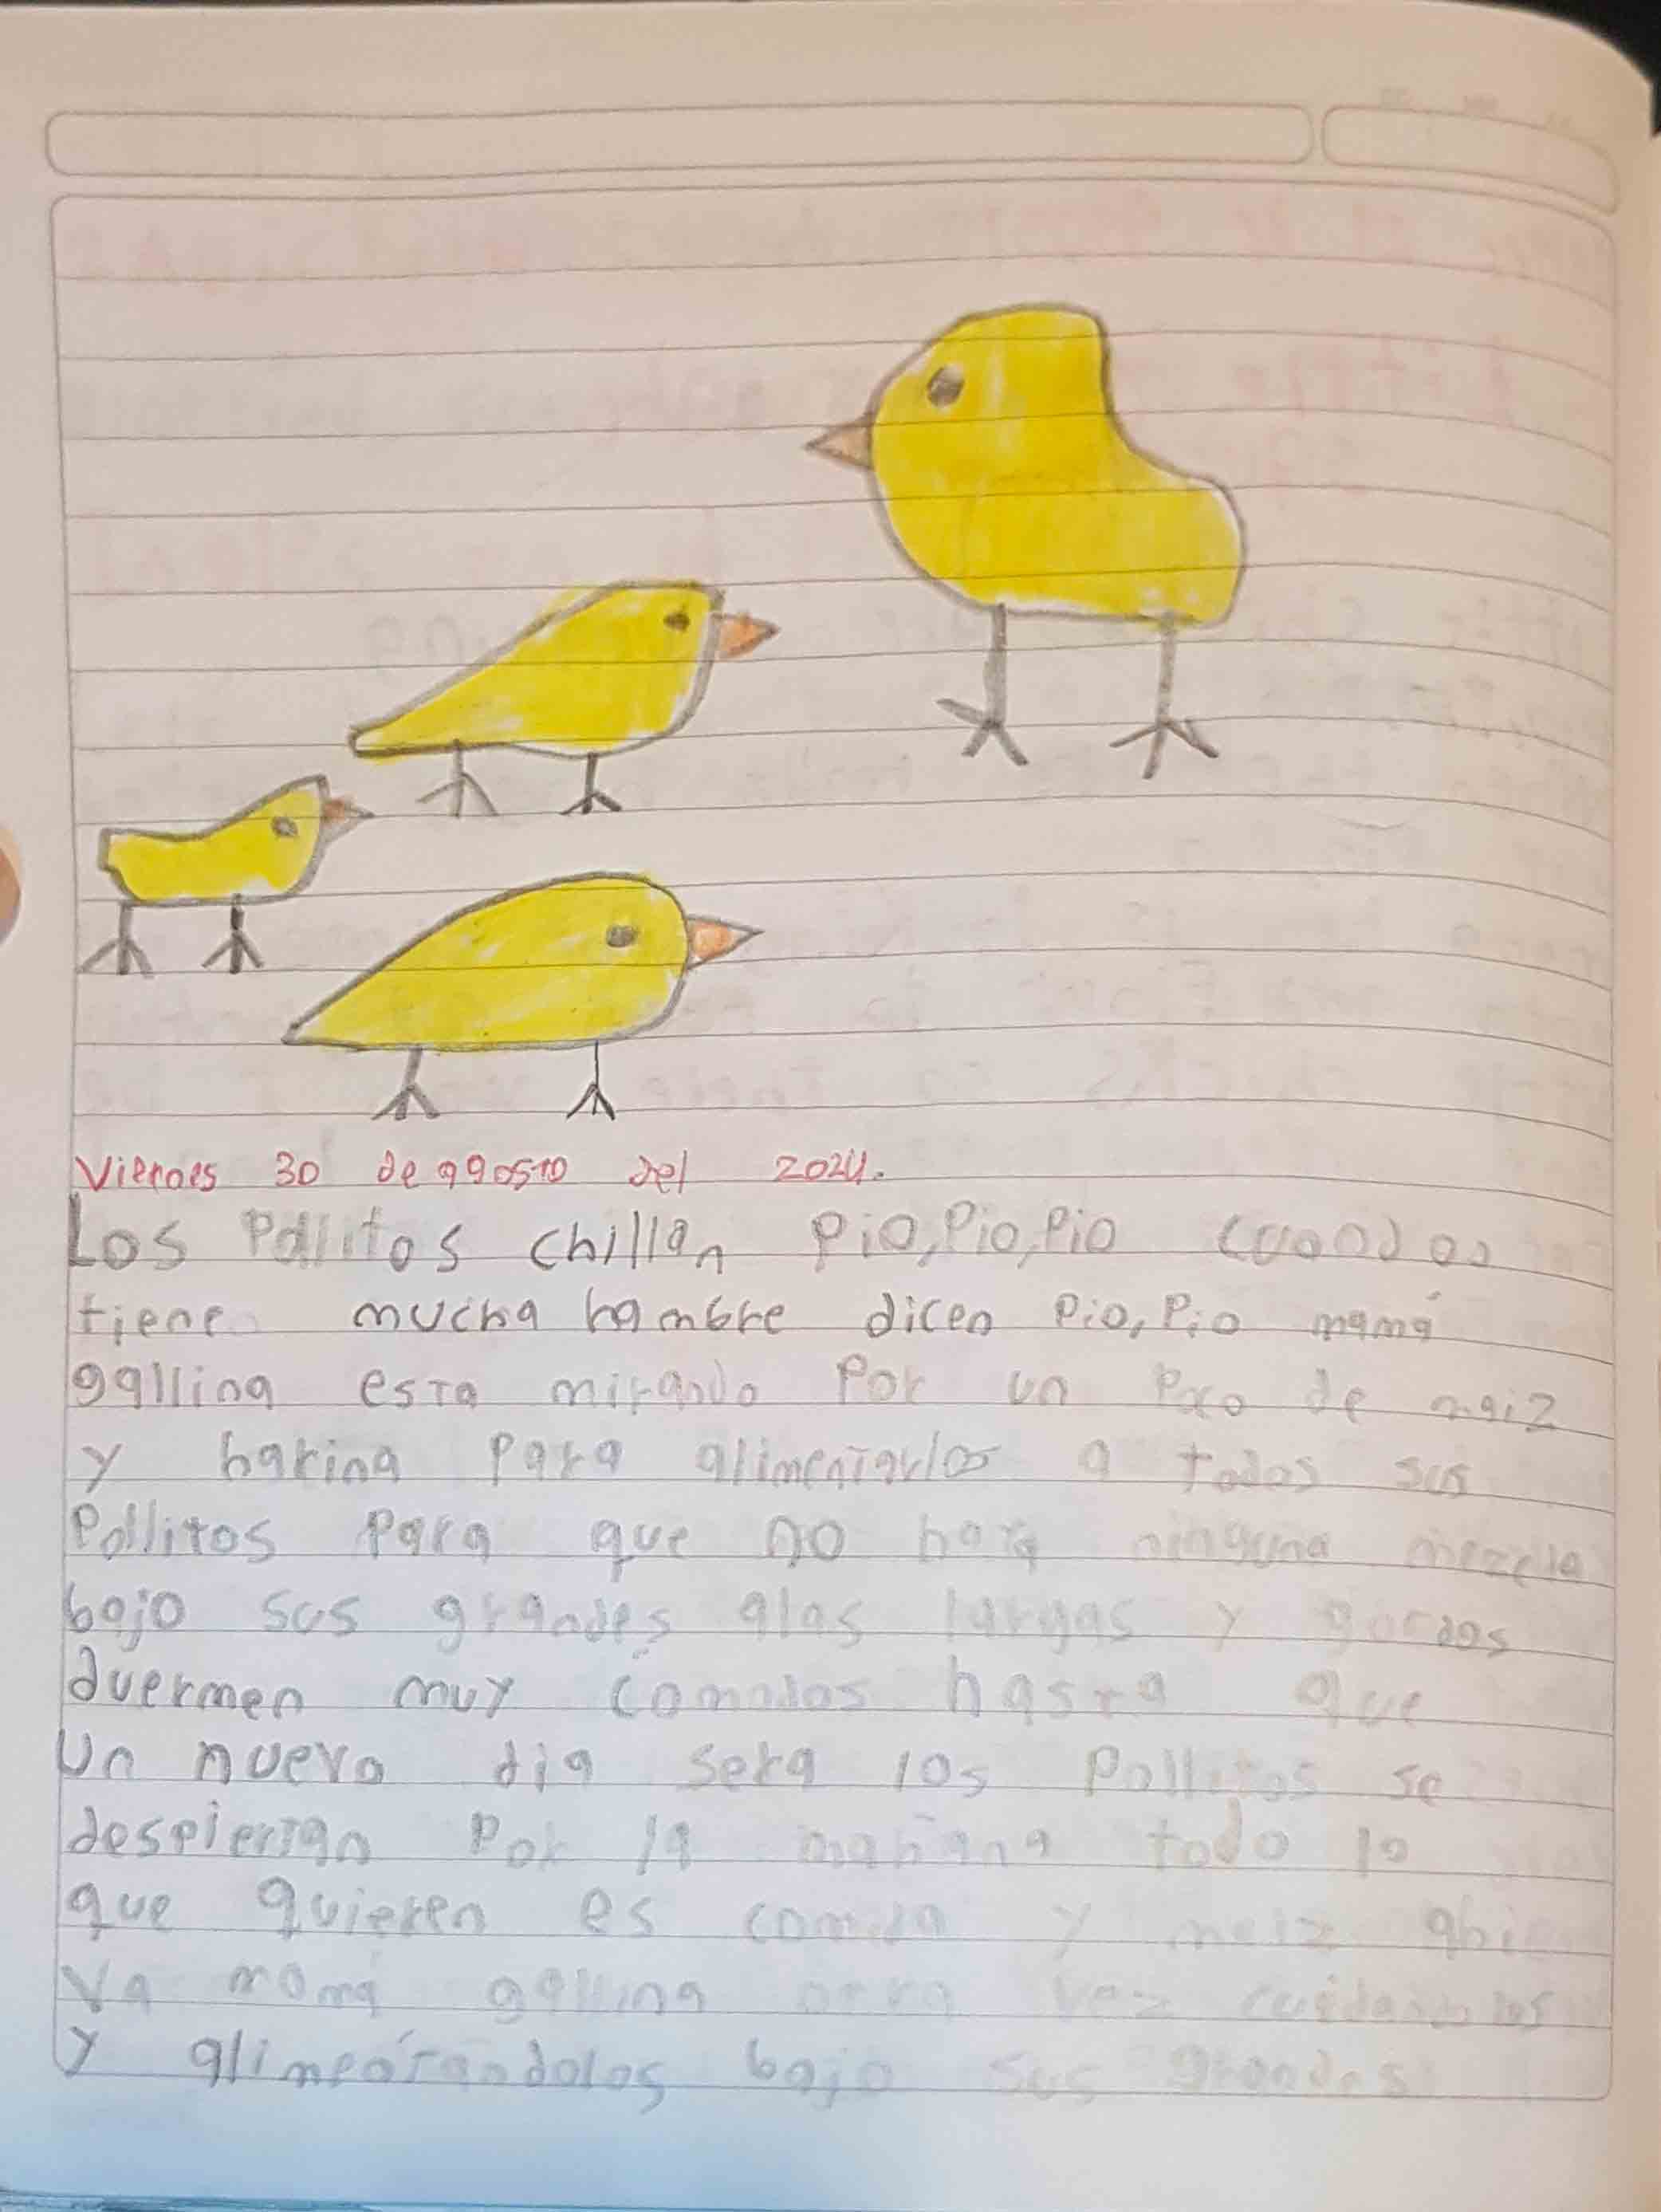 Viernes 30 de agosto del 2024.
Los Pollitos chillan Pio,Pio,Pio cuando
tiene mucha hambre dicen Pio,Pio mamá
gallina esta mirando Por un Poco de maiz
y harina Para alimentarlos a todos sus
Pollitos Para que no haya ninguna mezcla
bajo sus grandes alas largas y gordas
duermen muy comodos hasta que
Un nuevo dia sera los Pollitos se
despiertan Por la mañana todo lo
que quieren es comida y maiz ahi
Va mamá gallina otra vez cuidandolos
y alimentándolos bajo sus grandes